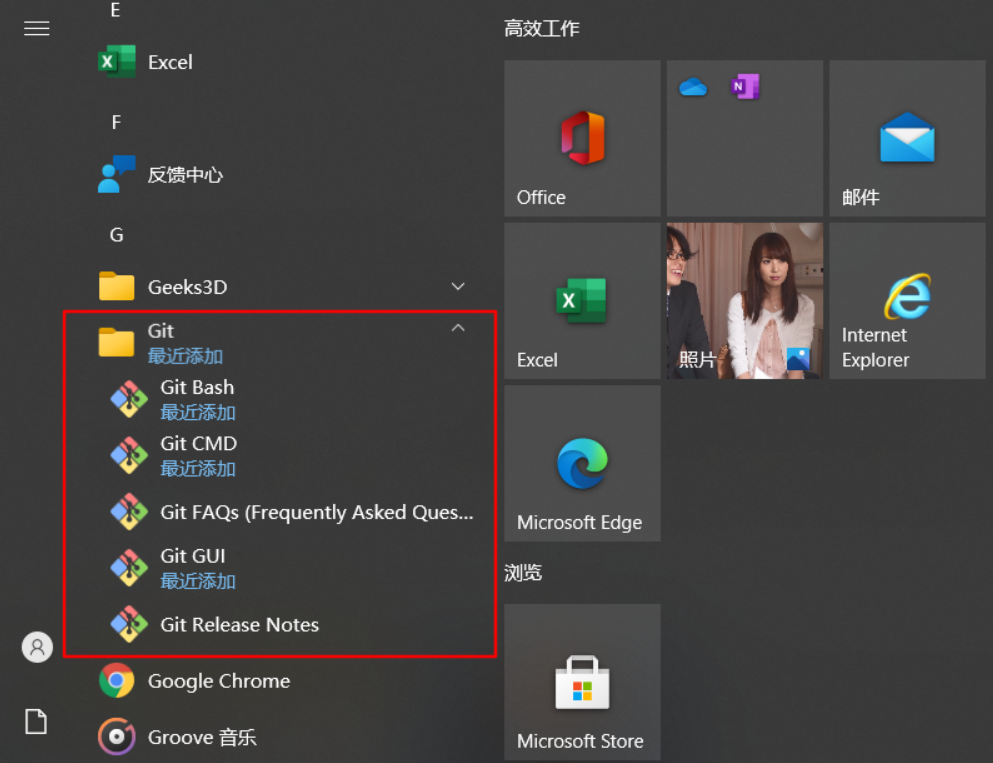 E
Excel
F
反馈中心
G
Geeks3D
Git
最近添加
Git Bash
最近添加
Git CMD
最近添加
Git FAQs (Frequently Asked Ques...
Git GUI
最近添加
Git Release Notes
Google Chrome
Groove 音乐
高效工作
Office
邮件
Excel
照片
Internet
Explorer
Microsoft Edge
浏览
Microsoft Store